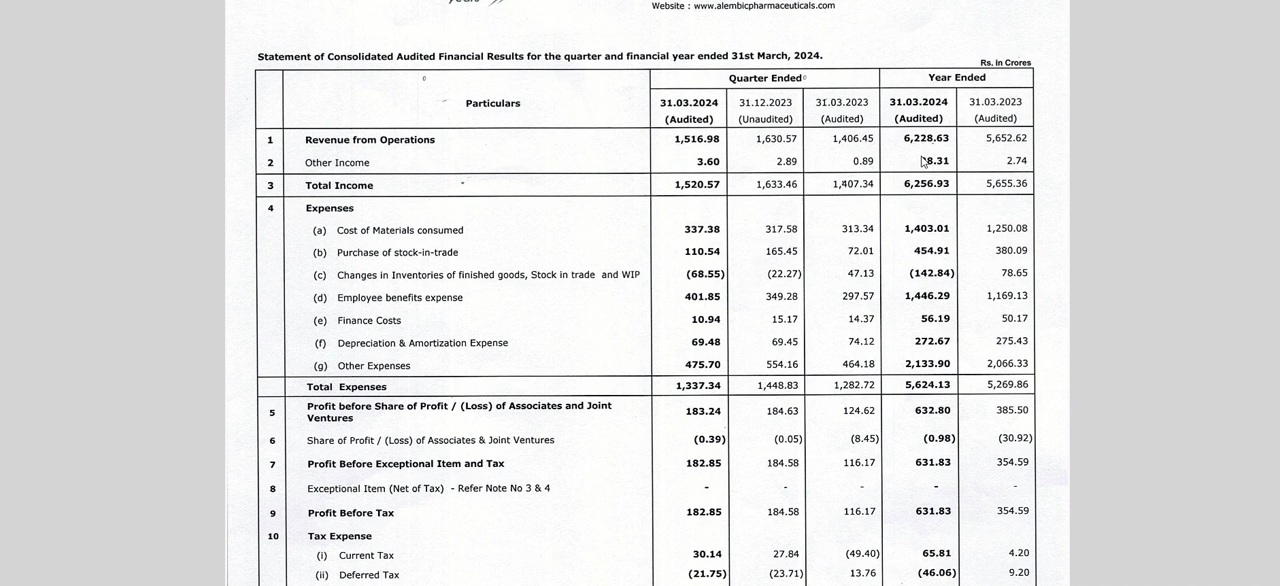 Website : www.alembicpharmaceuticals.com
Statement of Consolidated Audited Financial Results for the quarter and financial year ended 31st March, 2024.
Rs. in Crores
Particulars Quarter Ended Year Ended
31.03.2024 31.12.2023 31.03.2023 31.03.2024 31.03.2023
(Audited) (Unaudited) (Audited) (Audited) (Audited)
1 Revenue from Operations 1,516.98 1,630.57 1,406.45 6,228.63 5,652.62
2 Other Income 3.60 2.89 0.89 8.31 2.74
3 Total Income 1,520.57 1,633.46 1,407.34 6,256.93 5,655.36
4 Expenses
(a) Cost of Materials consumed 337.38 317.58 313.34 1,403.01 1,250.08
(b) Purchase of stock-in-trade 110.54 165.45 72.01 454.91 380.09
(c) Changes in Inventories of finished goods, Stock in trade and WIP (68.55) (22.27) 47.13 (142.84) 78.65
(d) Employee benefits expense 401.85 349.28 297.57 1,446.29 1,169.13
(e) Finance Costs 10.94 15.17 14.37 56.19 50.17
(f) Depreciation & Amortization Expense 69.48 69.45 74.12 272.67 275.43
(g) Other Expenses 475.70 554.16 464.18 2,133.90 2,066.33
Total Expenses 1,337.34 1,448.83 1,282.72 5,624.13 5,269.86
5 Profit before Share of Profit / (Loss) of Associates and Joint Ventures 183.24 184.63 124.62 632.80 385.50
6 Share of Profit / (Loss) of Associates & Joint Ventures (0.39) (0.05) (8.45) (0.98) (30.92)
7 Profit Before Exceptional Item and Tax 182.85 184.58 116.17 631.83 354.59
8 Exceptional Item (Net of Tax) - Refer Note No 3 & 4 - - - - -
9 Profit Before Tax 182.85 184.58 116.17 631.83 354.59
10 Tax Expense
(i) Current Tax 30.14 27.84 (49.40) 65.81 4.20
(ii) Deferred Tax (21.75) (23.71) 13.76 (46.06) 9.20